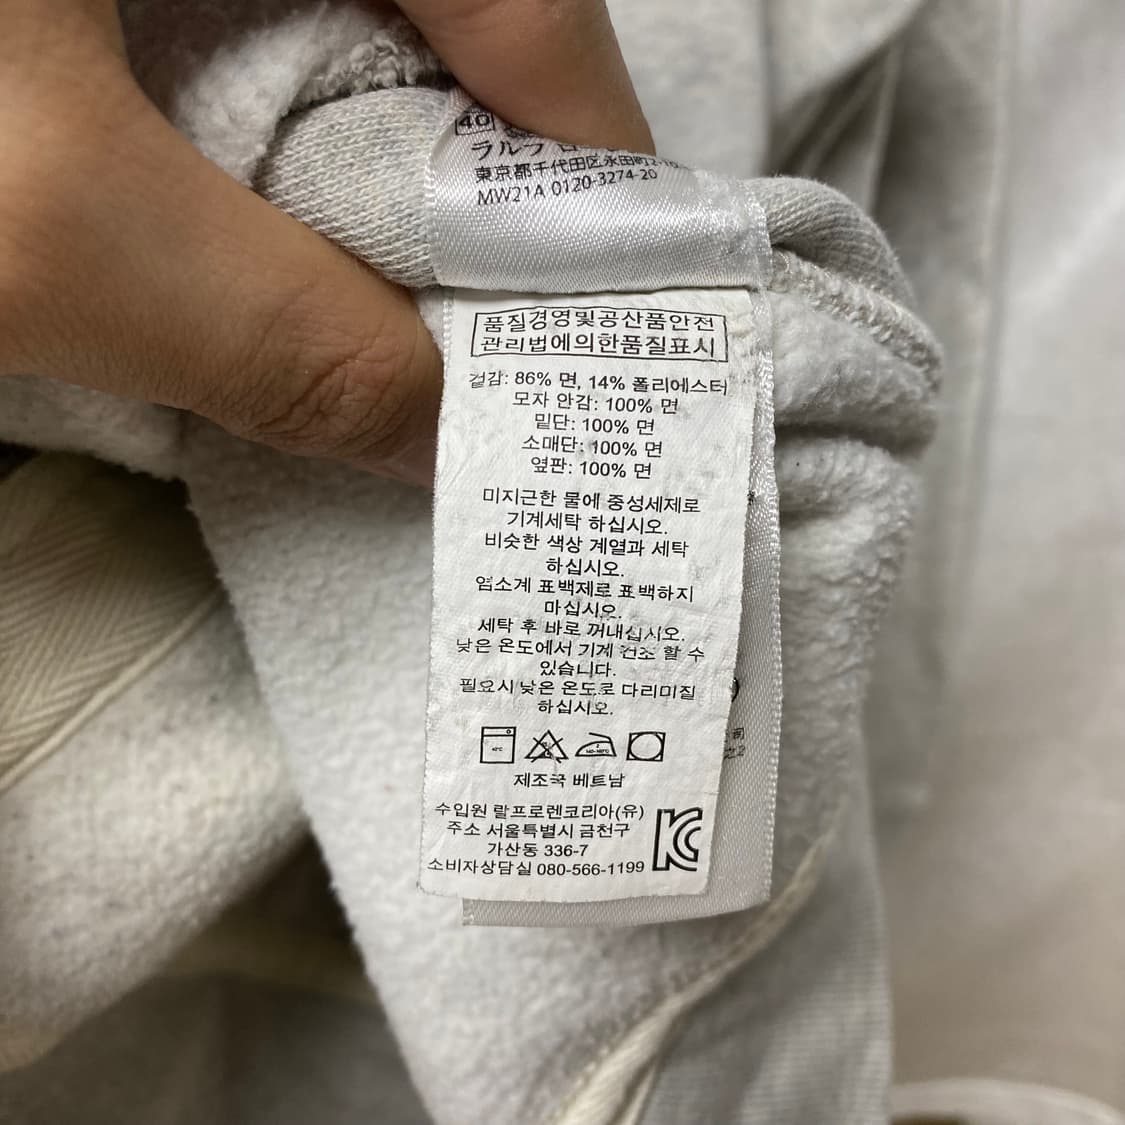 40
ラルフ
東京都千代田区永田町2-10
MW21A 0120-3274-20
품질경영및공산품안전
관리법에의한품질표시
겉감: 86% 면, 14% 폴리에스터
모자 안감: 100% 면
밑단: 100% 면
소매단: 100% 면
옆판: 100% 면
미지근한 물에 중성세제로
기계세탁 하십시오.
비슷한 색상 계열과 세탁
하십시오.
염소계 표백제로 표백하지
마십시오.
세탁 후 바로 꺼내십시오.
낮은 온도에서 기계 건조 할 수
있습니다.
필요시 낮은 온도로 다리미질
하십시오.
제조국 베트남
수입원 랄프로렌코리아(유)
주소 서울특별시 금천구
가산동 336-7
소비자상담실 080-566-1199